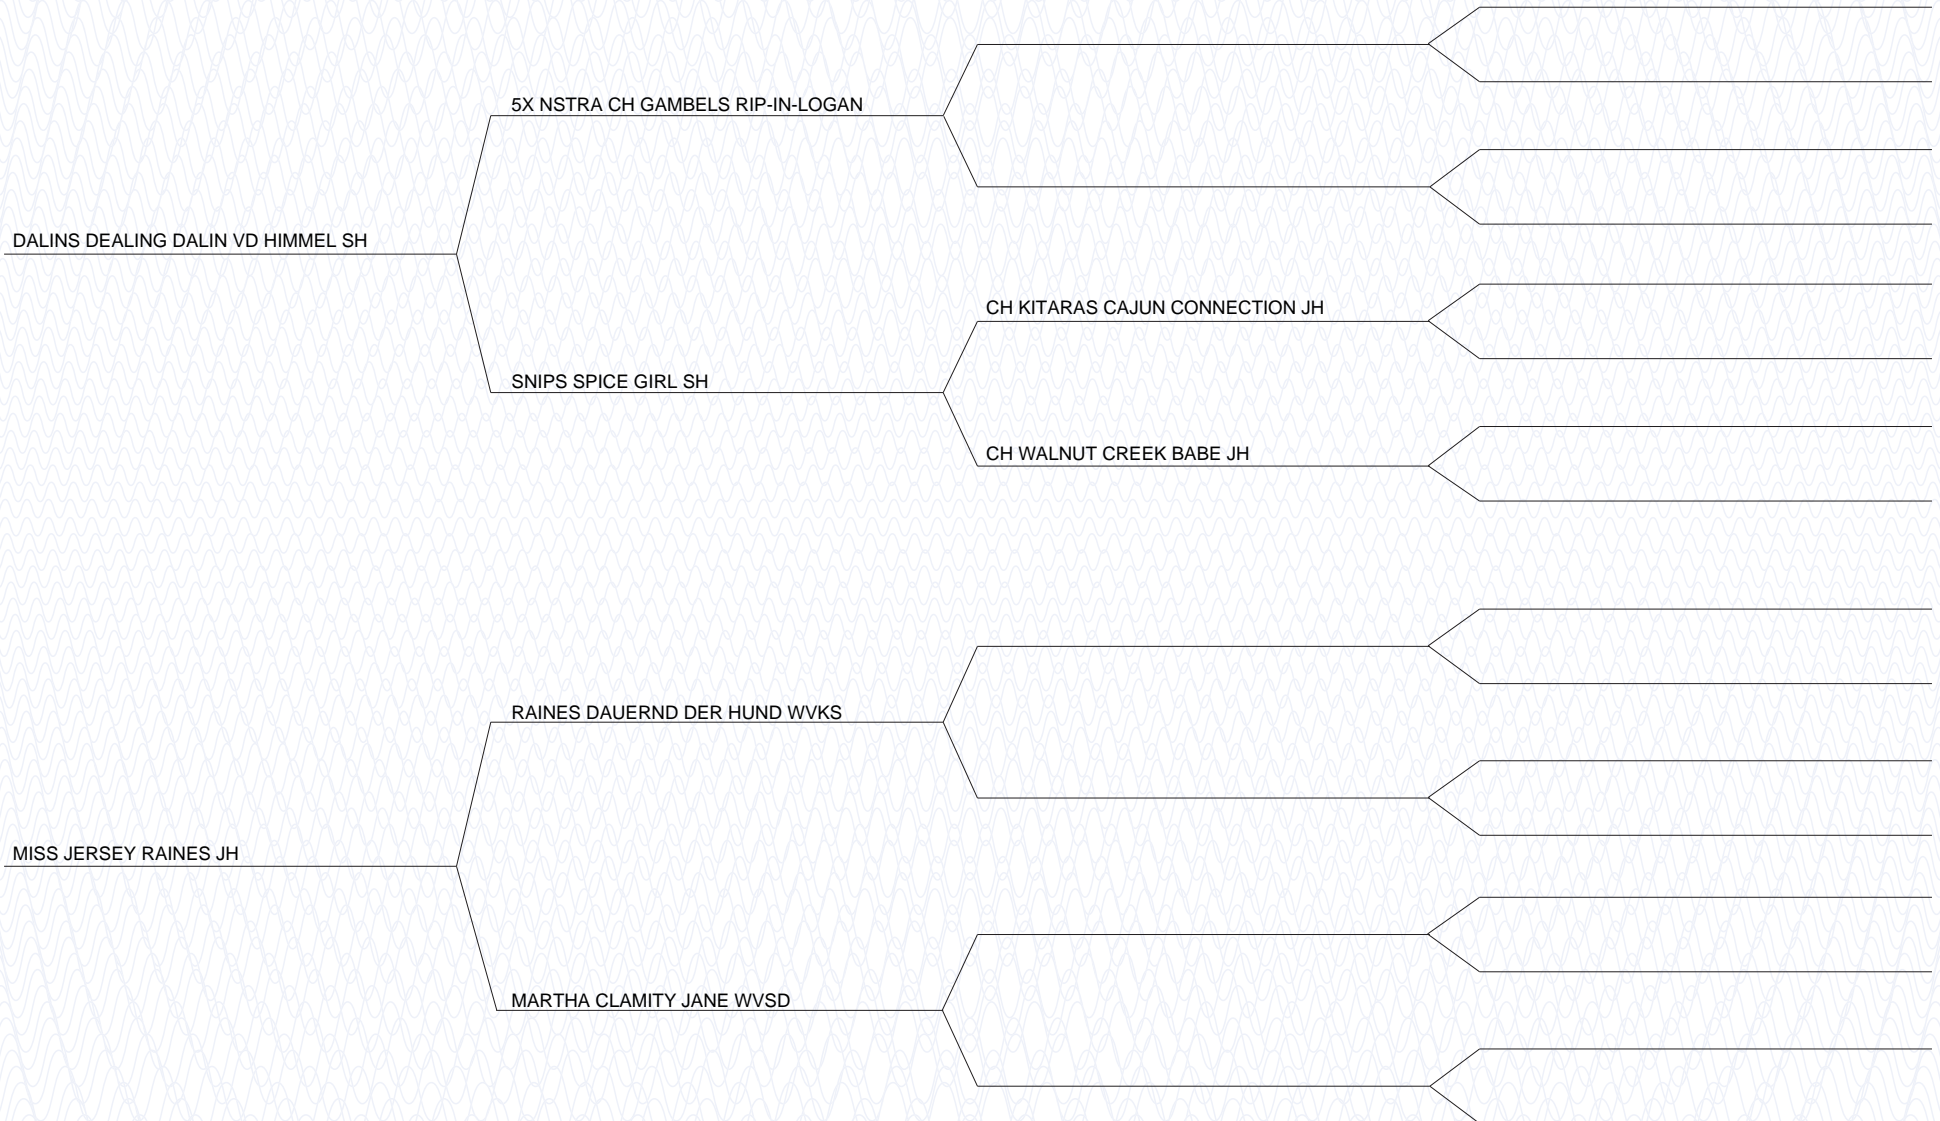 5X NSTRA CH GAMBELS RIP-IN-LOGAN
DALINS DEALING DALIN VD HIMMEL SH
CH KITARAS CAJUN CONNECTION JH
SNIPS SPICE GIRL SH
CH WALNUT CREEK BABE JH
RAINES DAUERND DER HUND WVKS
MISS JERSEY RAINES JH
MARTHA CLAMITY JANE WVSD